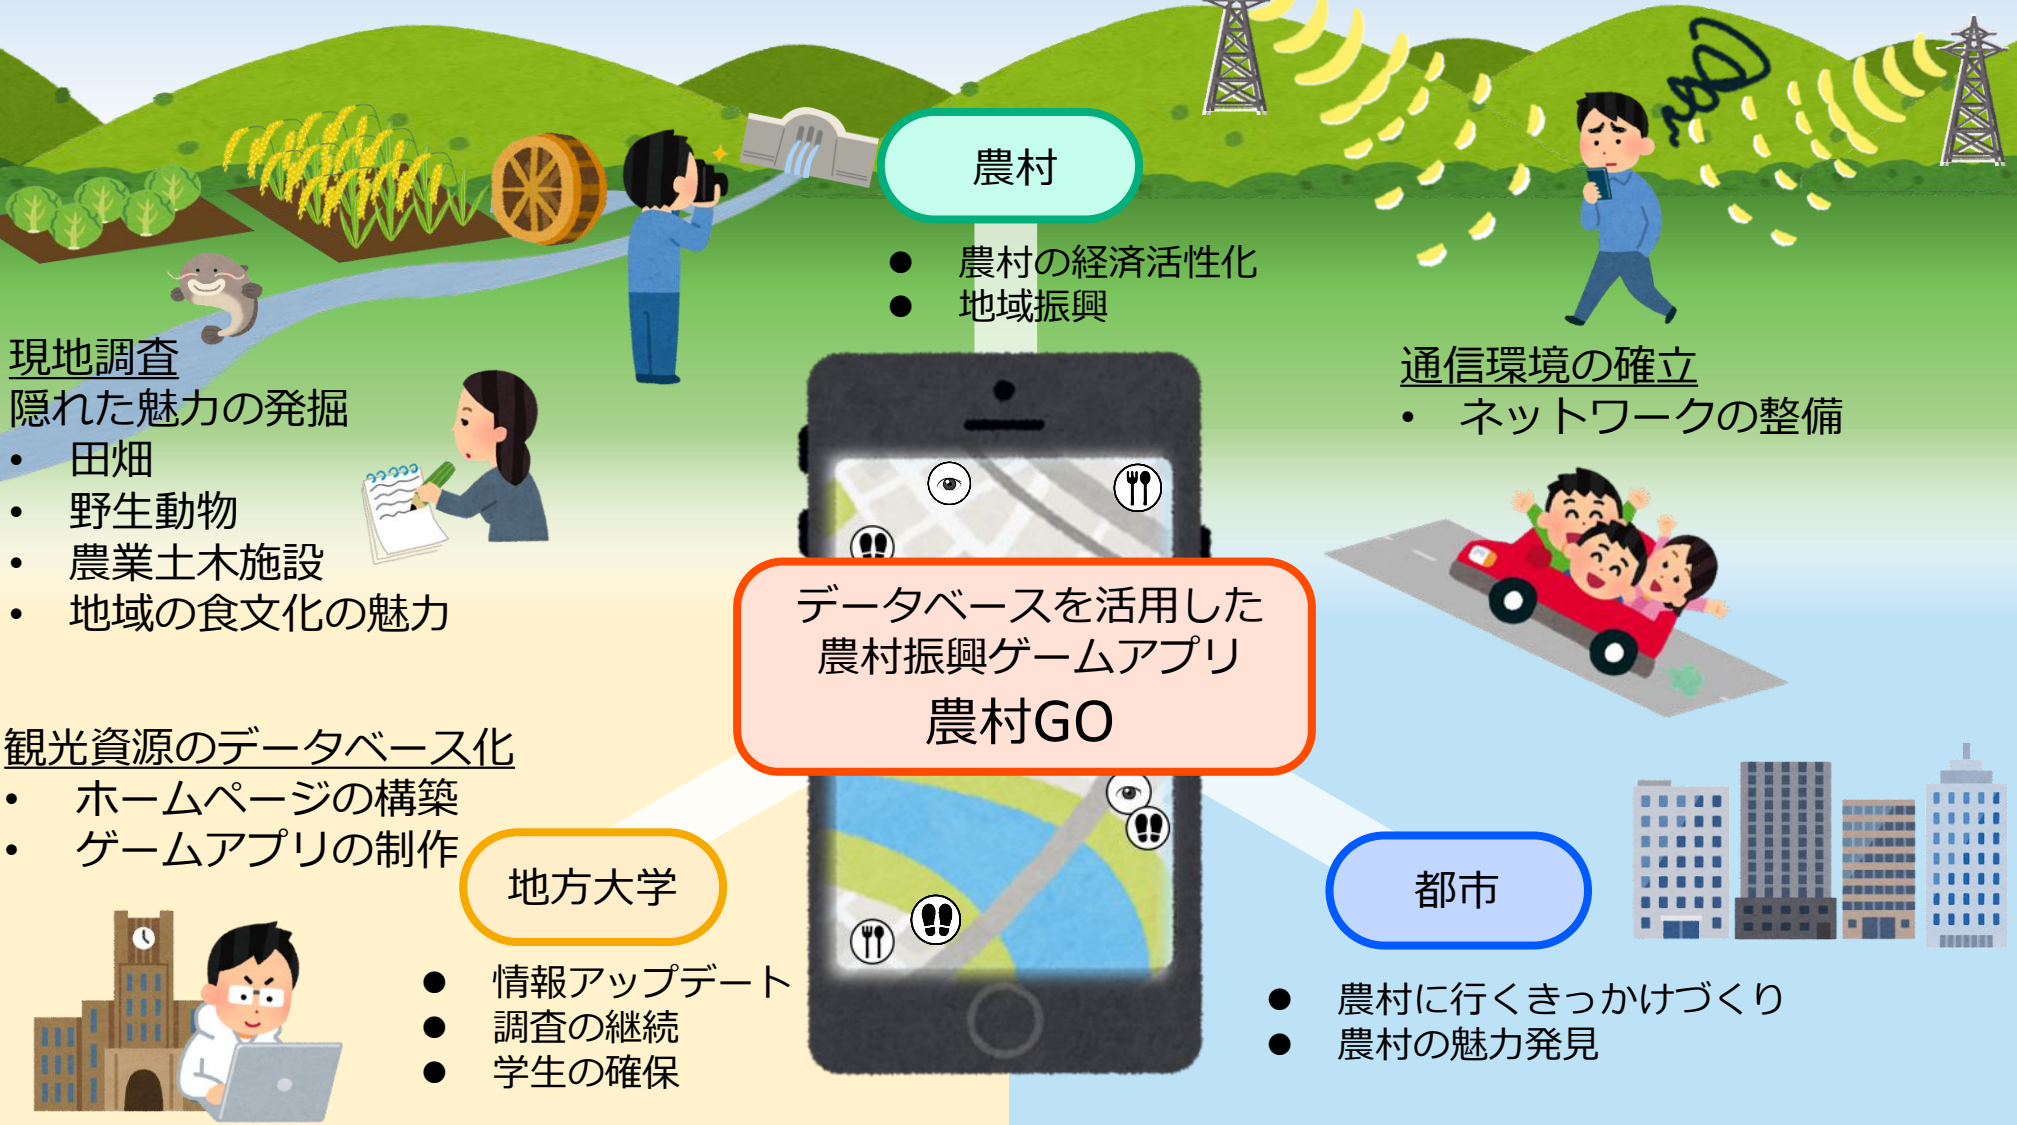 農村
● 農村の経済活性化
● 地域振興
現地調査
隠れた魅力の発掘
• 田畑
• 野生動物
• 農業土木施設
• 地域の食文化の魅力
通信環境の確立
• ネットワークの整備
データベースを活用した
農村振興ゲームアプリ
農村GO
観光資源のデータベース化
• ホームページの構築
• ゲームアプリの制作
地方大学
● 情報アップデート
● 調査の継続
● 学生の確保
都市
● 農村に行くきっかけづくり
● 農村の魅力発見